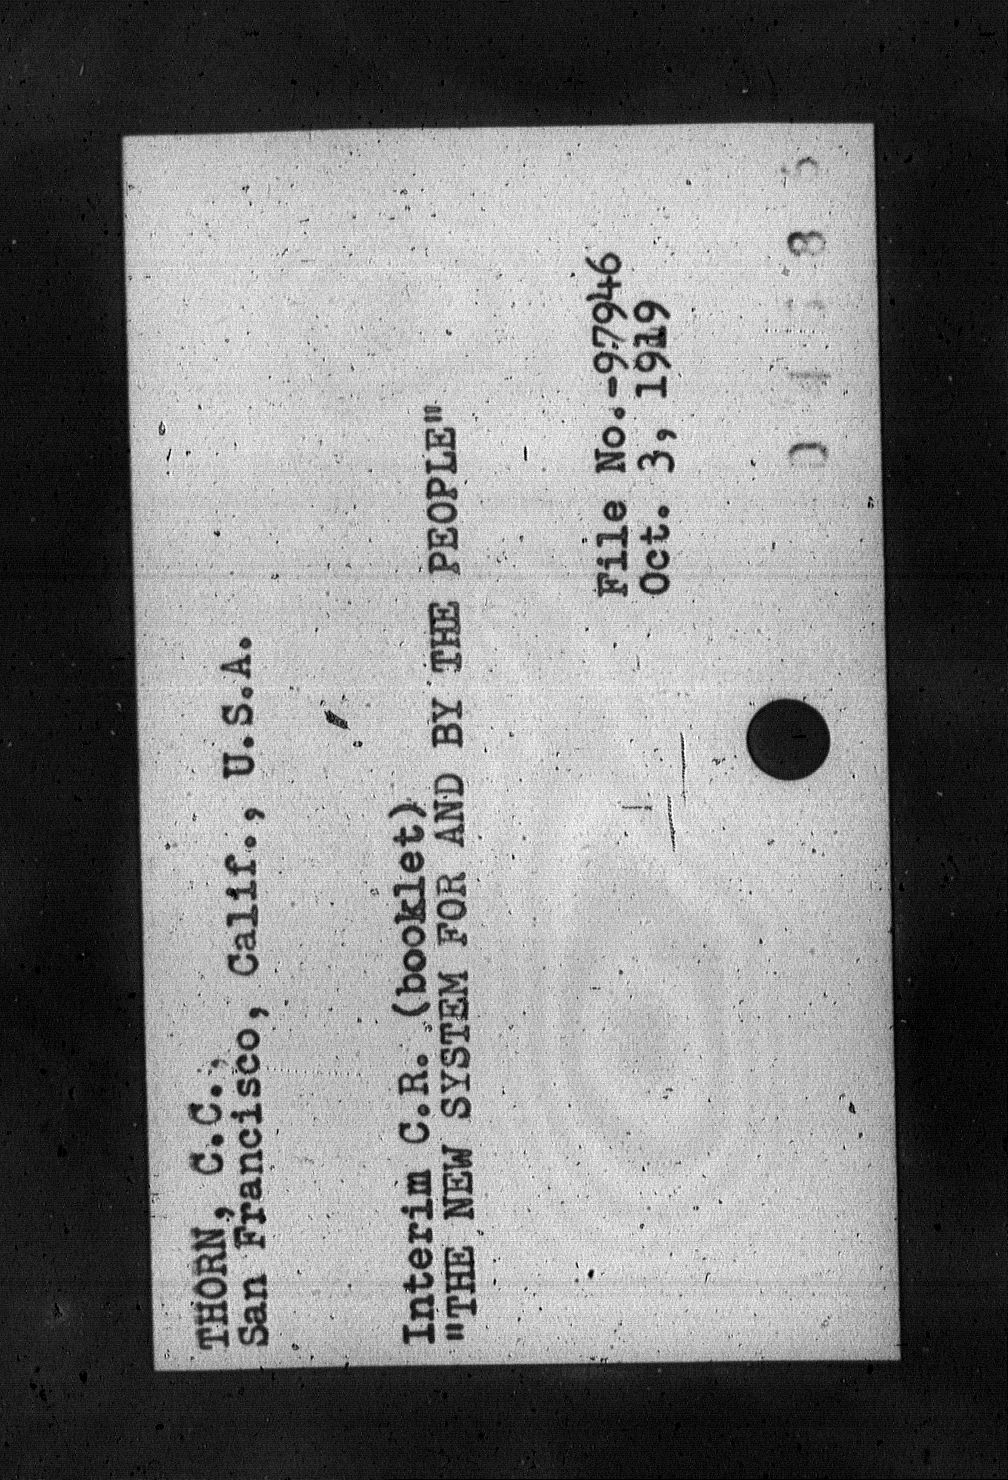 THORN, C.C.,
San Francisco, Calif., U.S.A.
Interim C.R. (booklet)
"THE NEW SYSTEM FOR AND BY THE PEOPLE"
File No.-97946
Oct. 3, 1919